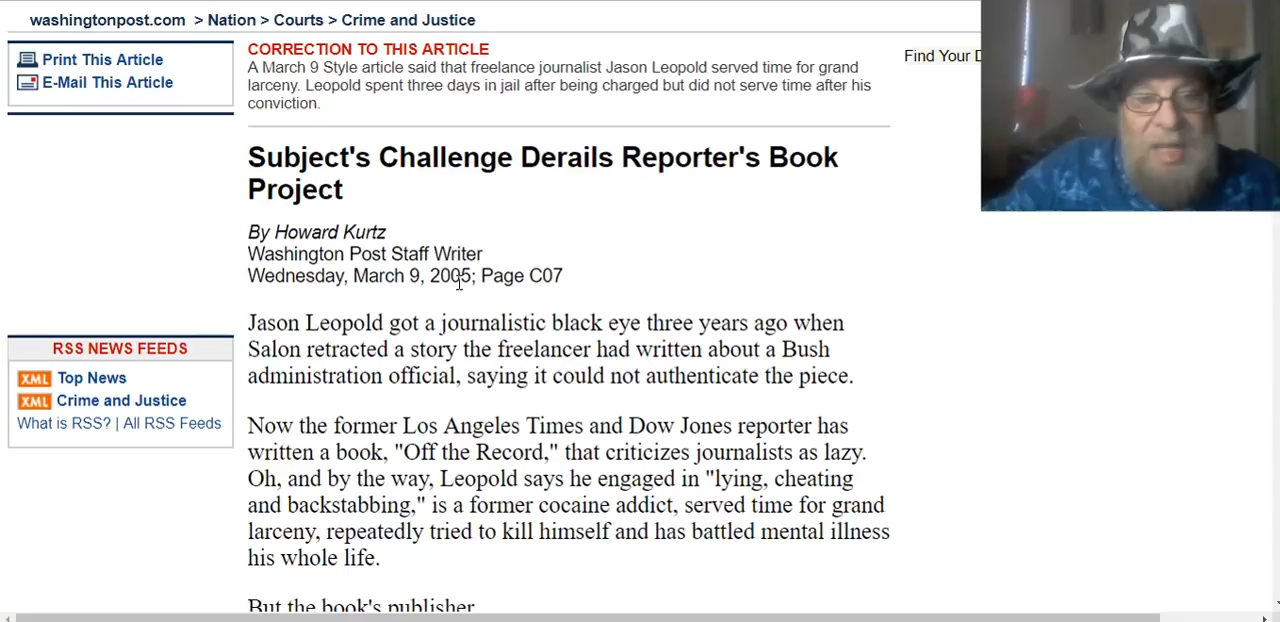 washingtonpost.com > Nation > Courts > Crime and Justice
Print This Article
E-Mail This Article
CORRECTION TO THIS ARTICLE
A March 9 Style article said that freelance journalist Jason Leopold served time for grand
larceny. Leopold spent three days in jail after being charged but did not serve time after his
conviction.
Find Your D
Subject's Challenge Derails Reporter's Book
Project
By Howard Kurtz
Washington Post Staff Writer
Wednesday, March 9, 2005; Page C07
RSS NEWS FEEDS
XML Top News
XML Crime and Justice
What is RSS? | All RSS Feeds
Jason Leopold got a journalistic black eye three years ago when
Salon retracted a story the freelancer had written about a Bush
administration official, saying it could not authenticate the piece.
Now the former Los Angeles Times and Dow Jones reporter has
written a book, "Off the Record," that criticizes journalists as lazy.
Oh, and by the way, Leopold says he engaged in "lying, cheating
and backstabbing," is a former cocaine addict, served time for grand
larceny, repeatedly tried to kill himself and has battled mental illness
his whole life.
But the book's publisher